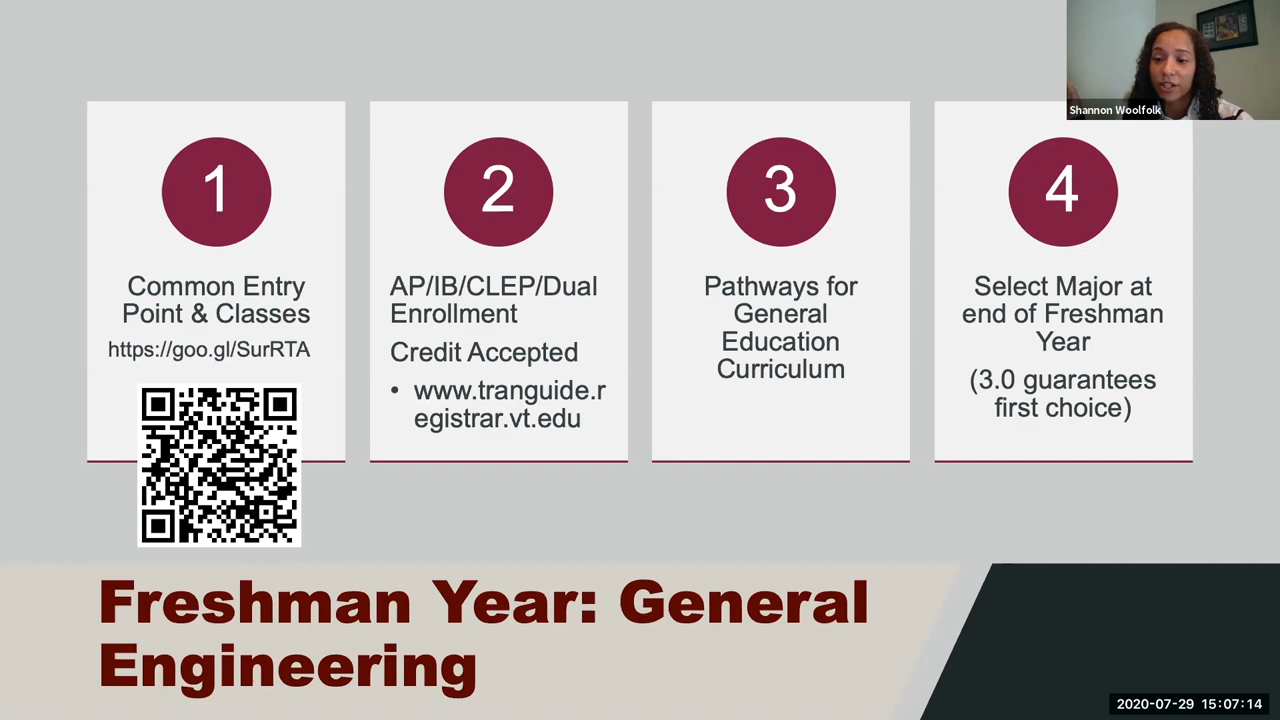 Shannon Woolfolk
1
Common Entry
Point & Classes
https://goo.gl/SurRTA
2
AP/IB/CLEP/Dual
Enrollment
Credit Accepted
• www.tranguide.r
egistrar.vt.edu
3
Pathways for
General
Education
Curriculum
4
Select Major at
end of Freshman
Year
(3.0 guarantees
first choice)
Freshman Year: General
Engineering
2020-07-29 15:07:14